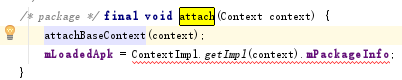 /* package */ final void attach(Context context) {
attachBaseContext(context);
mLoadedApk = ContextImpl.getImpl(context).mPackageInfo;
}